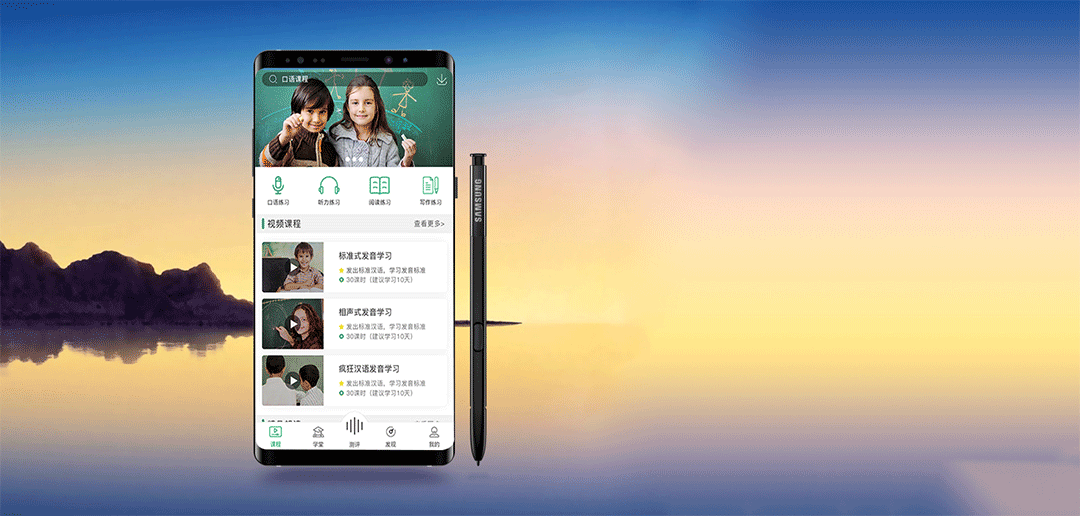 口语课程
口语练习
听力练习
阅读练习
写作练习
视频课程
查看更多>
标准式发音学习
发出标准汉语，学习发音标准
30课时（建议学习10天）
相声式发音学习
发出标准汉语，学习发音标准
30课时（建议学习10天）
疯狂汉语发音学习
发出标准汉语，学习发音标准
30课时（建议学习10天）
课程
学堂
测评
发现
我的
SAMSUNG